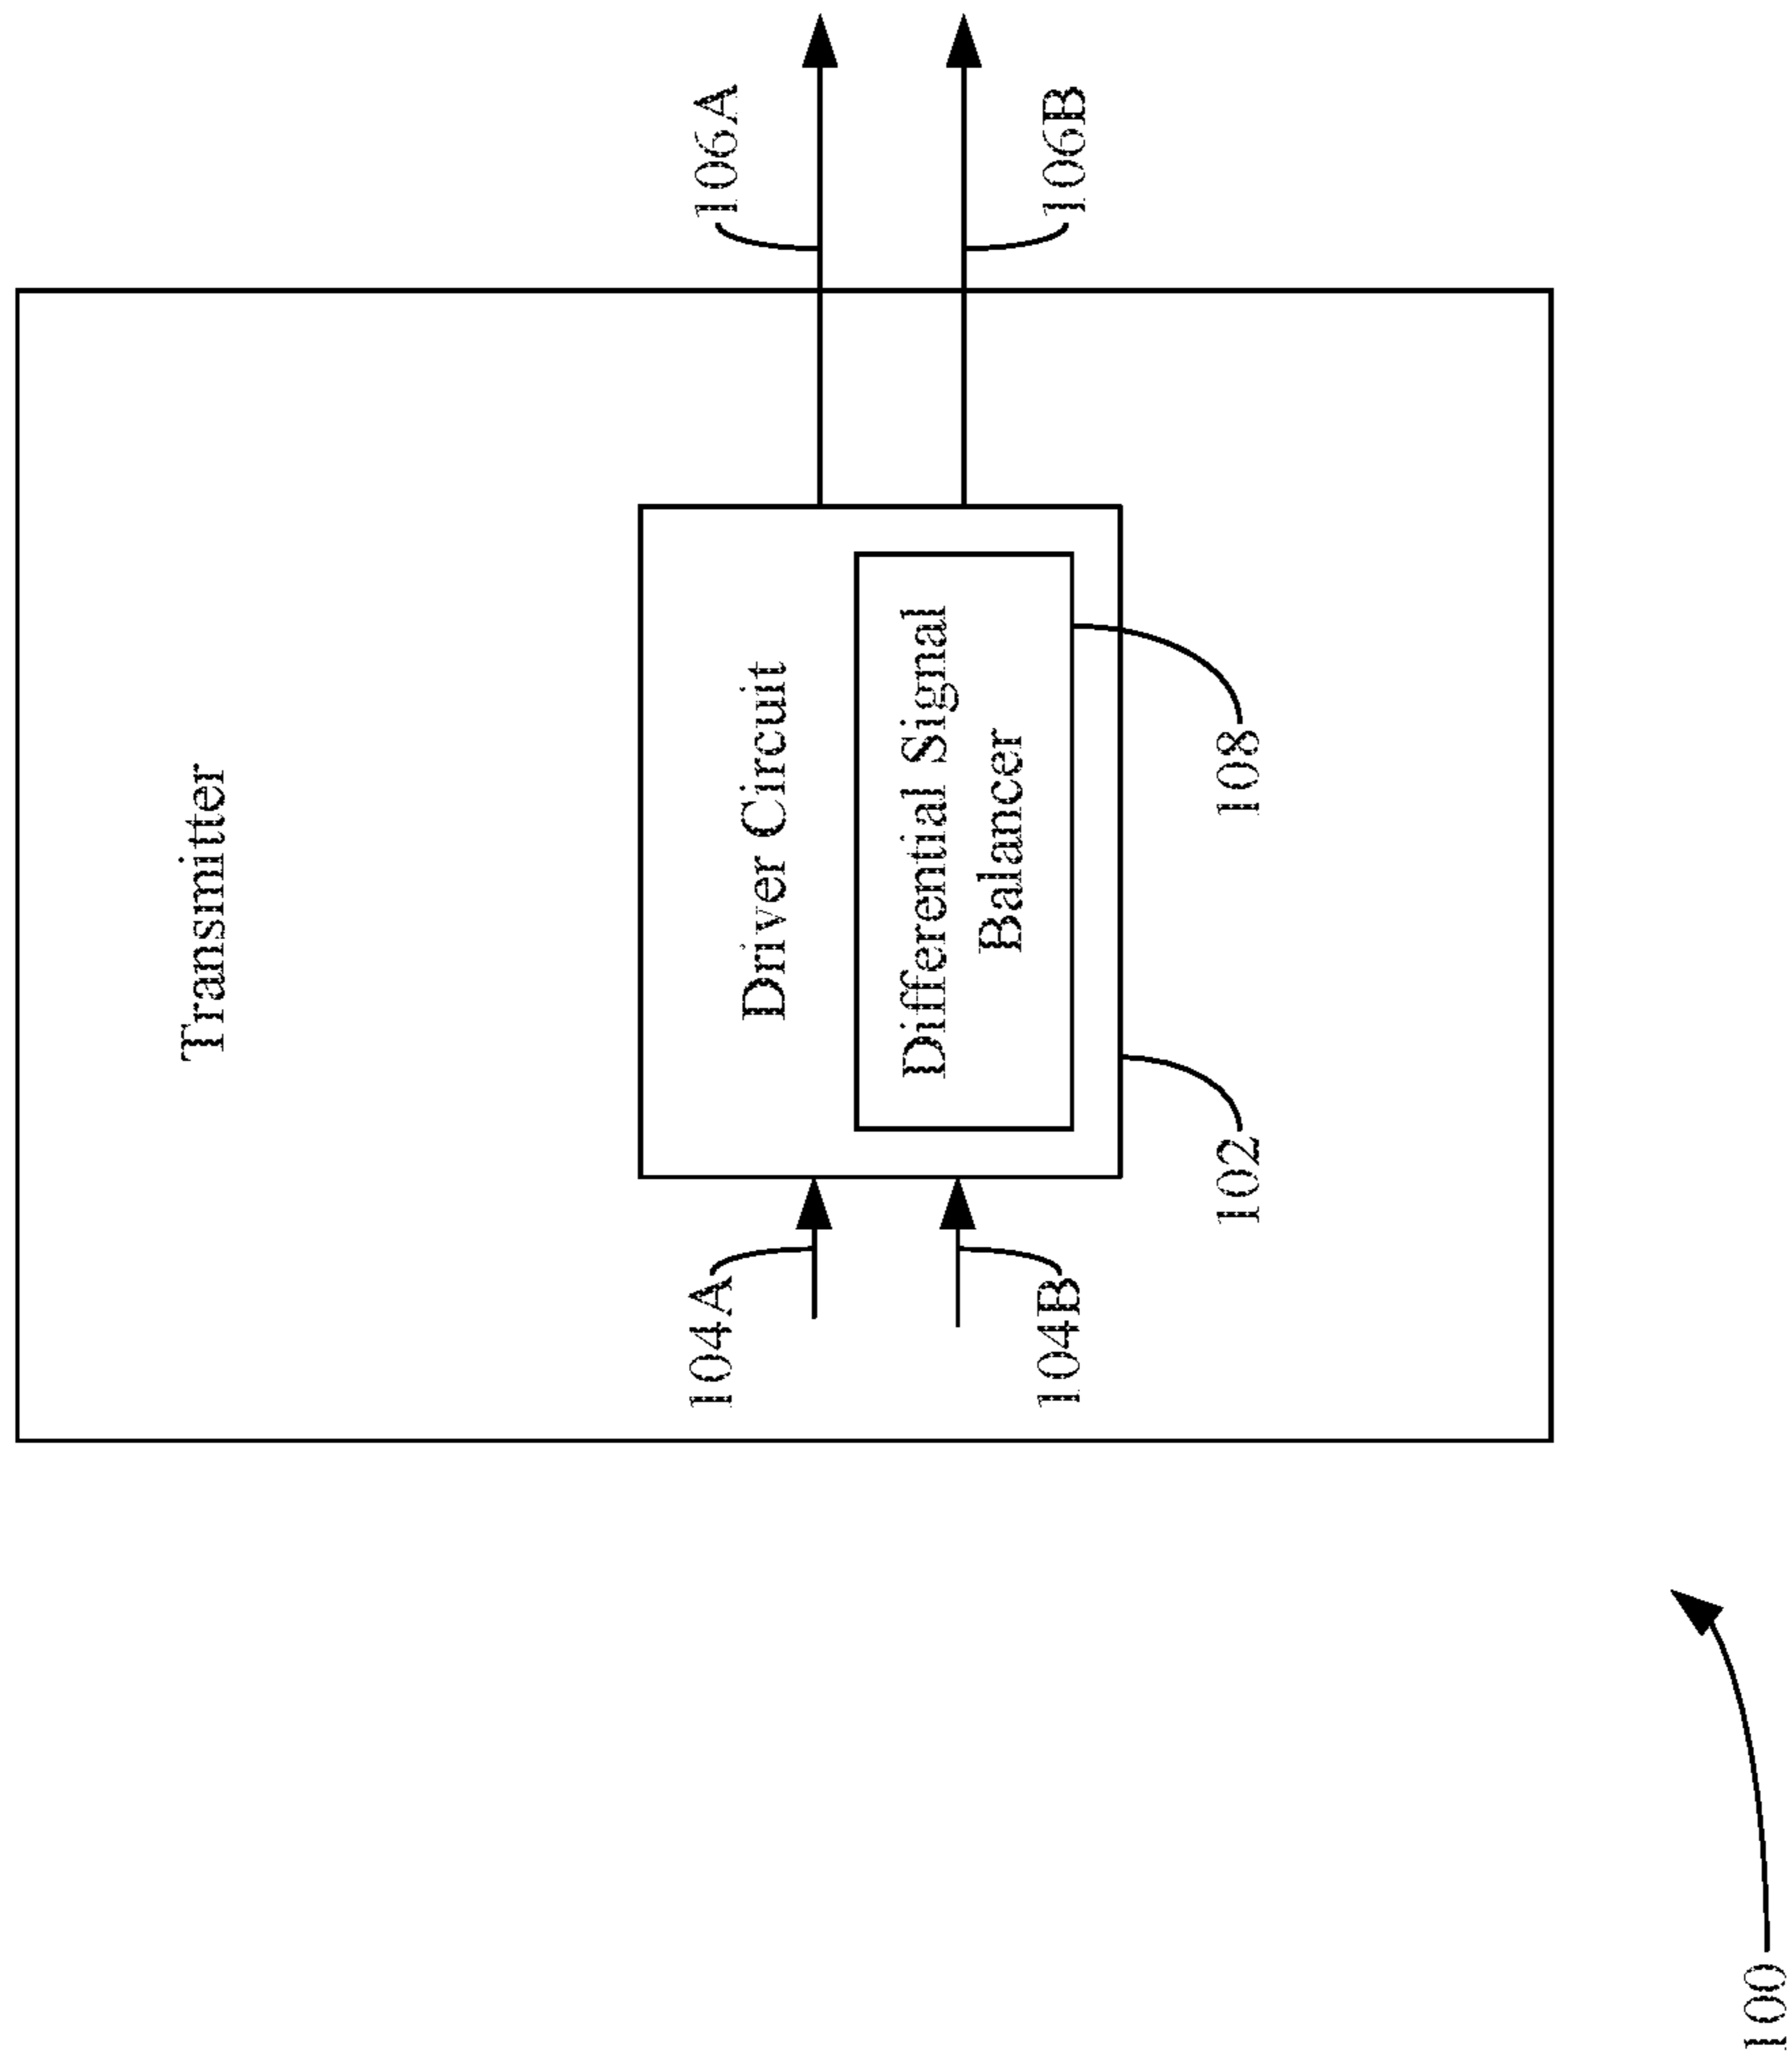 Transmitter
104A
106A
Driver Circuit
Differential Signal
Balancer
104B
106B
102
108
100